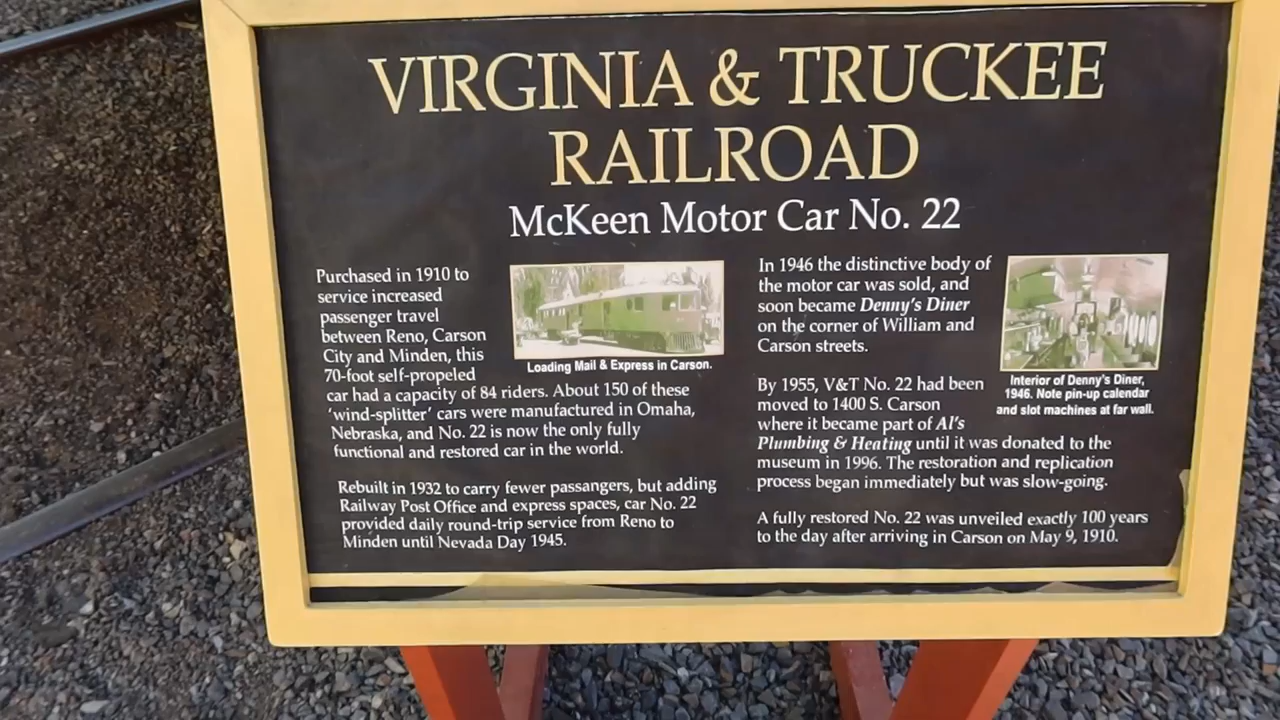 VIRGINIA & TRUCKEE
RAILROAD
McKeen Motor Car No. 22
Purchased in 1910 to
service increased
passenger travel
between Reno, Carson
City and Minden, this
70-foot self-propeled
car had a capacity of 84 riders. About 150 of these
‘wind-splitter’ cars were manufactured in Omaha,
Nebraska, and No. 22 is now the only fully
functional and restored car in the world.
Loading Mail & Express in Carson.
Rebuilt in 1932 to carry fewer passangers, but adding
Railway Post Office and express spaces, car No. 22
provided daily round-trip service from Reno to
Minden until Nevada Day 1945.
In 1946 the distinctive body of
the motor car was sold, and
soon became Denny’s Diner
on the corner of William and
Carson streets.
Interior of Denny’s Diner,
1946. Note pin-up calendar
and slot machines at far wall.
By 1955, V&T No. 22 had been
moved to 1400 S. Carson
where it became part of Al’s
Plumbing & Heating until it was donated to the
museum in 1996. The restoration and replication
process began immediately but was slow-going.
A fully restored No. 22 was unveiled exactly 100 years
to the day after arriving in Carson on May 9, 1910.